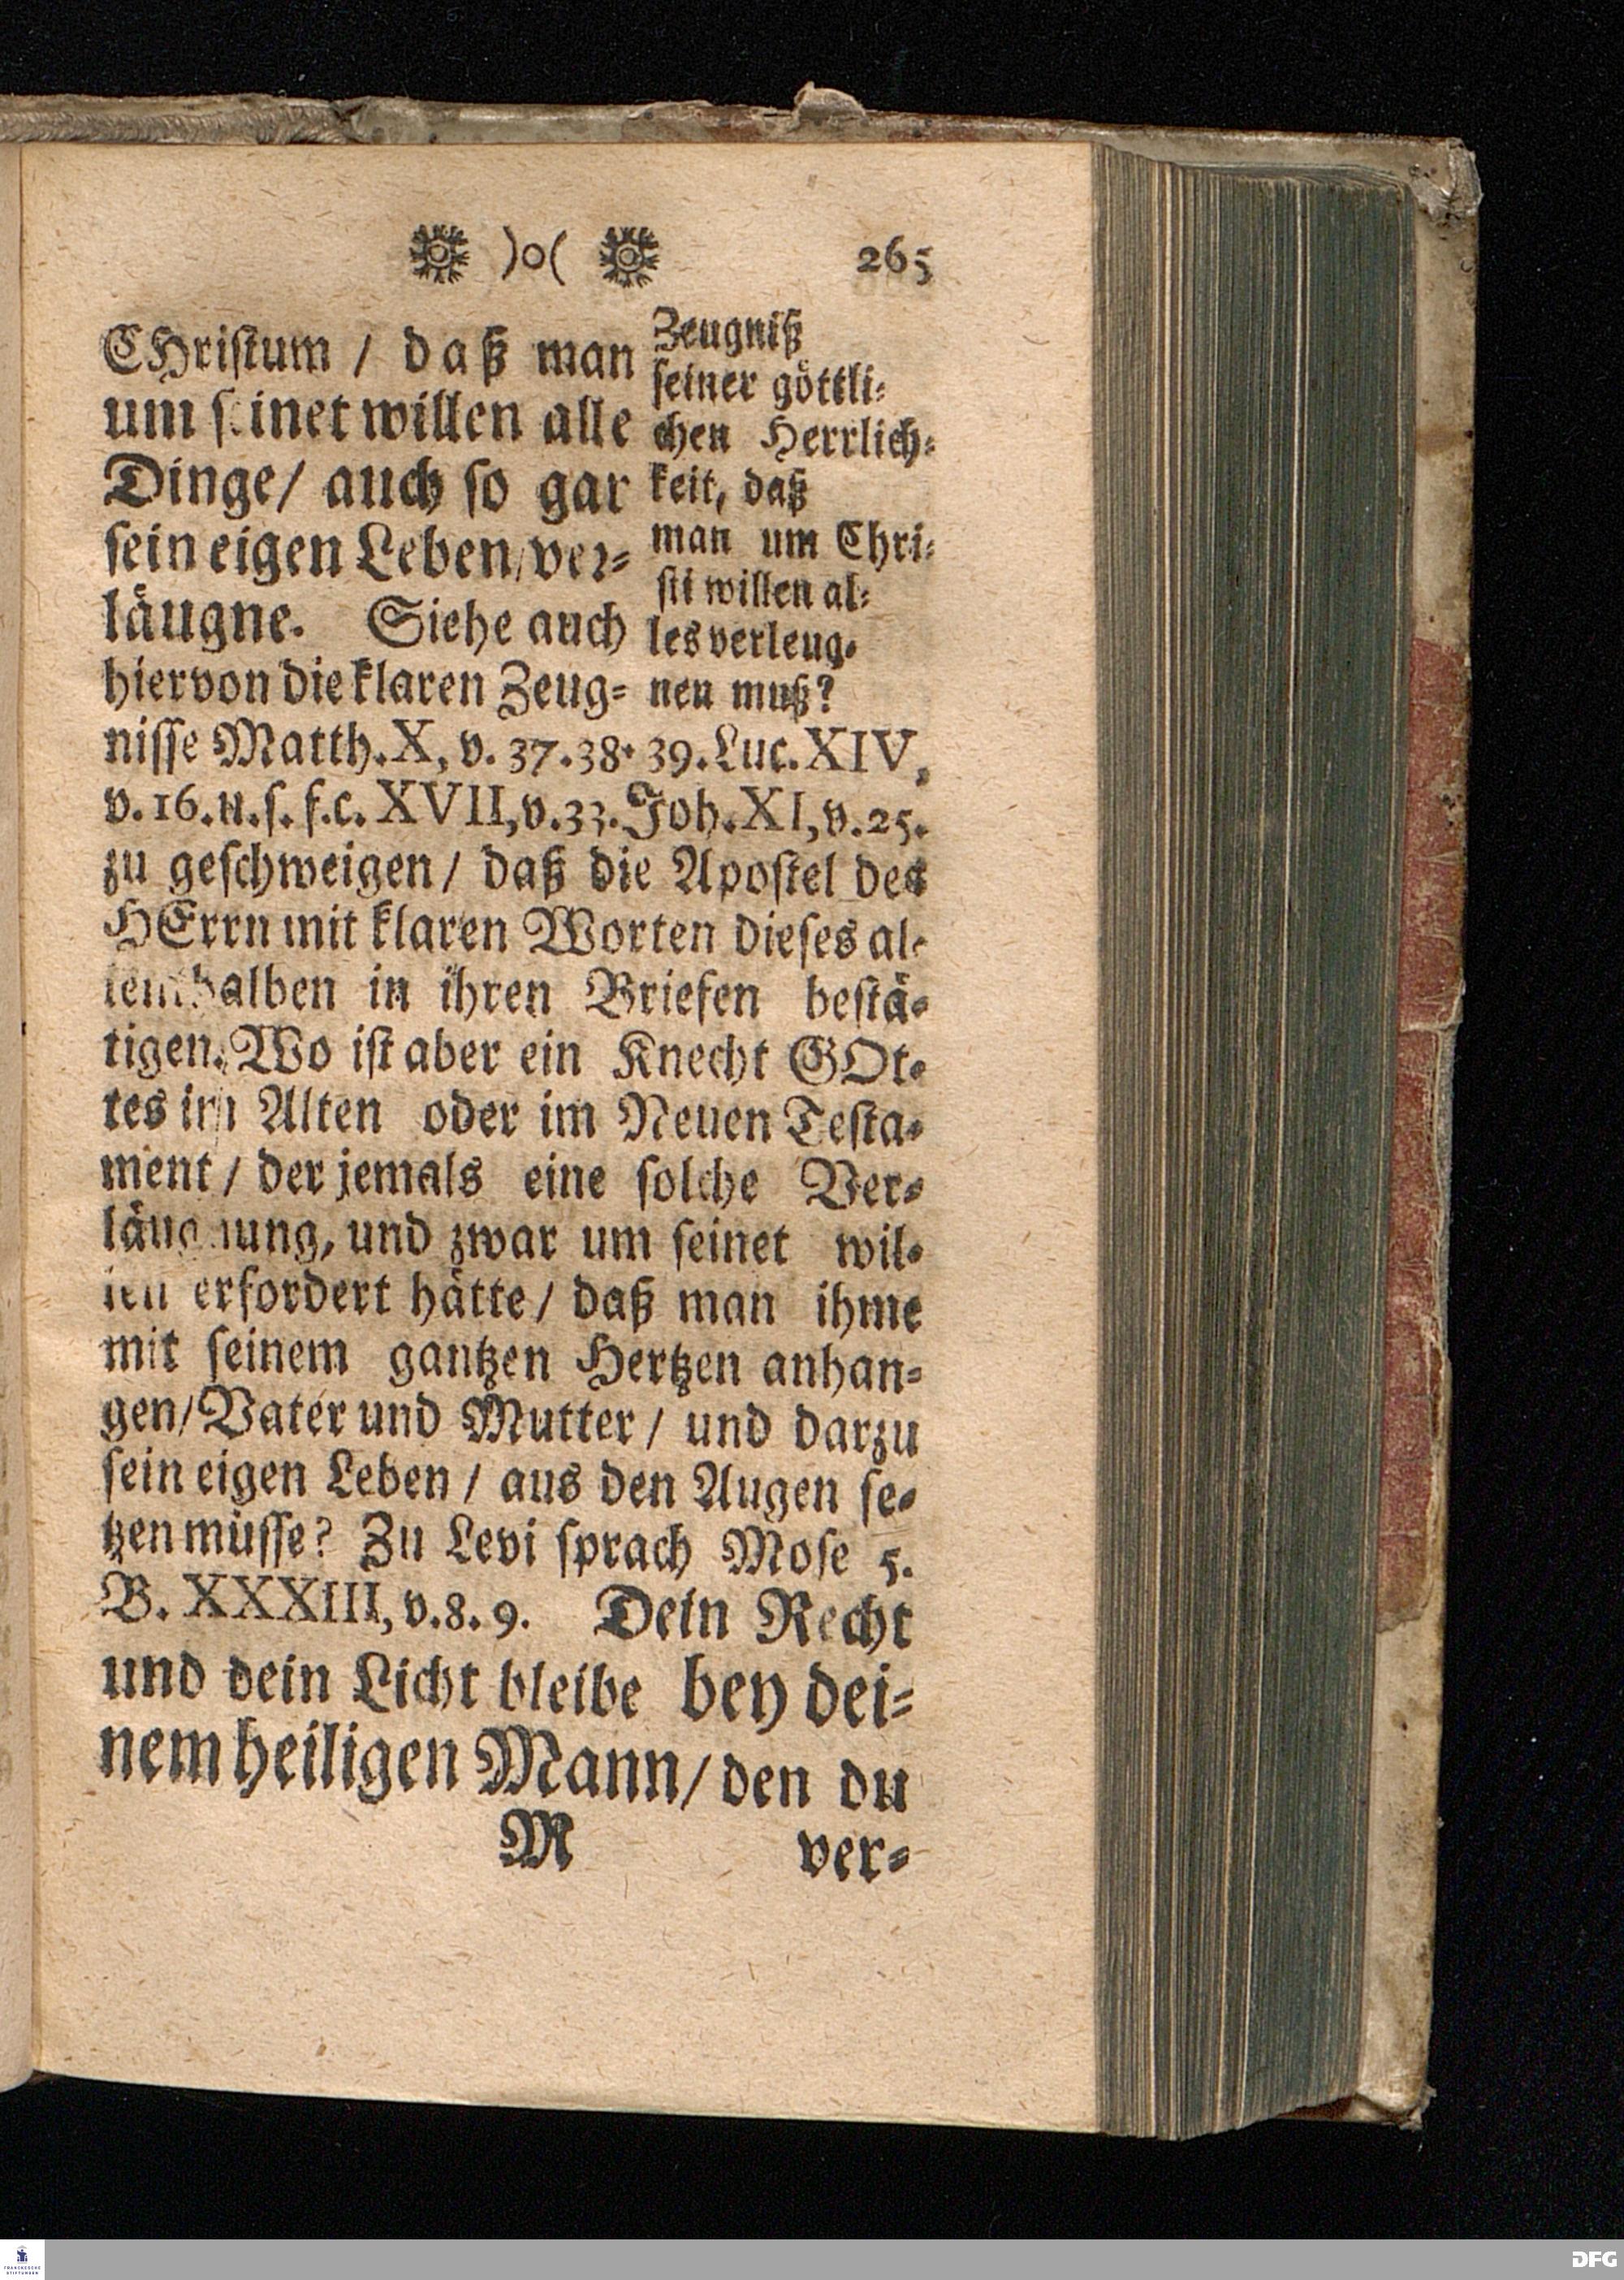 )o( 265
CHristum / daß man
um seinet willen alle
Dinge/ auch so gar
sein eigen Leben/ver-
läugne. Siehe auch
hiervon die klaren Zeug-
Zeugniß
seiner göttli-
chen Herrlich-
keit, daß
man um Chri-
sti willen al-
les verleug-
nen muß?
nisse Matth. X, v. 37. 38. 39. Luc. XIV,
v. 16. u. s. f. c. XVII, v. 33. Joh. XI, v. 25.
zu geschweigen/ daß die Apostel des
HErrn mit klaren Worten dieses al-
lenthalben in ihren Briefen bestä-
tigen. Wo ist aber ein Knecht GOt-
tes im Alten oder im Neuen Testa-
ment / der jemals eine solche Ver-
läugnung, und zwar um seinet wil-
len erfordert hätte / daß man ihme
mit seinem gantzen Hertzen anhan-
gen/ Vater und Mutter / und darzu
sein eigen Leben / aus den Augen se-
tzen müsse? Zu Levi sprach Mose 5.
B. XXXIII, v. 8. 9. Dein Recht
und dein Licht bleibe bey dei-
nem heiligen Mann/ den du
M ver-
FRANCKESCHE
STIFTUNGEN
DFG